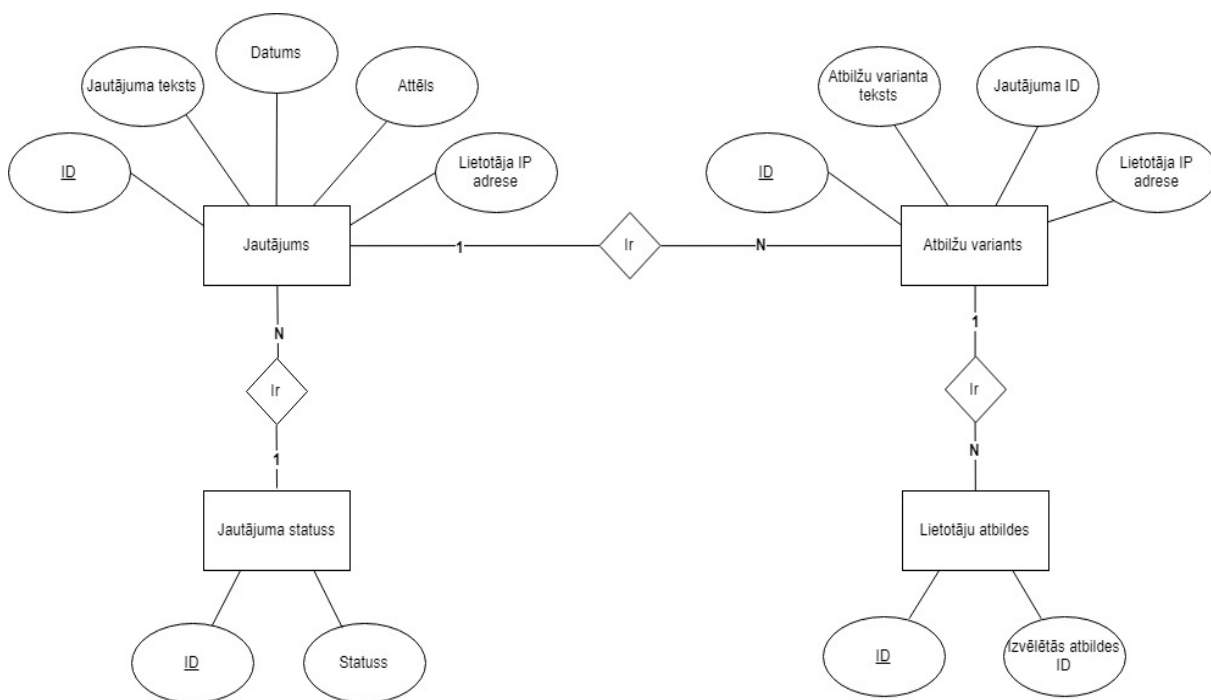 Datums
Jautājuma teksts
Attēls
ID
Lietotāja IP
adrese
Jautājums
Atbilžu varianta
teksts
Jautājuma ID
ID
Lietotāja IP
adrese
Atbilžu variants
1
Ir
N
N
Ir
1
1
Ir
N
Jautājuma statuss
ID
Statuss
Lietotāju atbildes
ID
Izvēlētās atbildes
ID